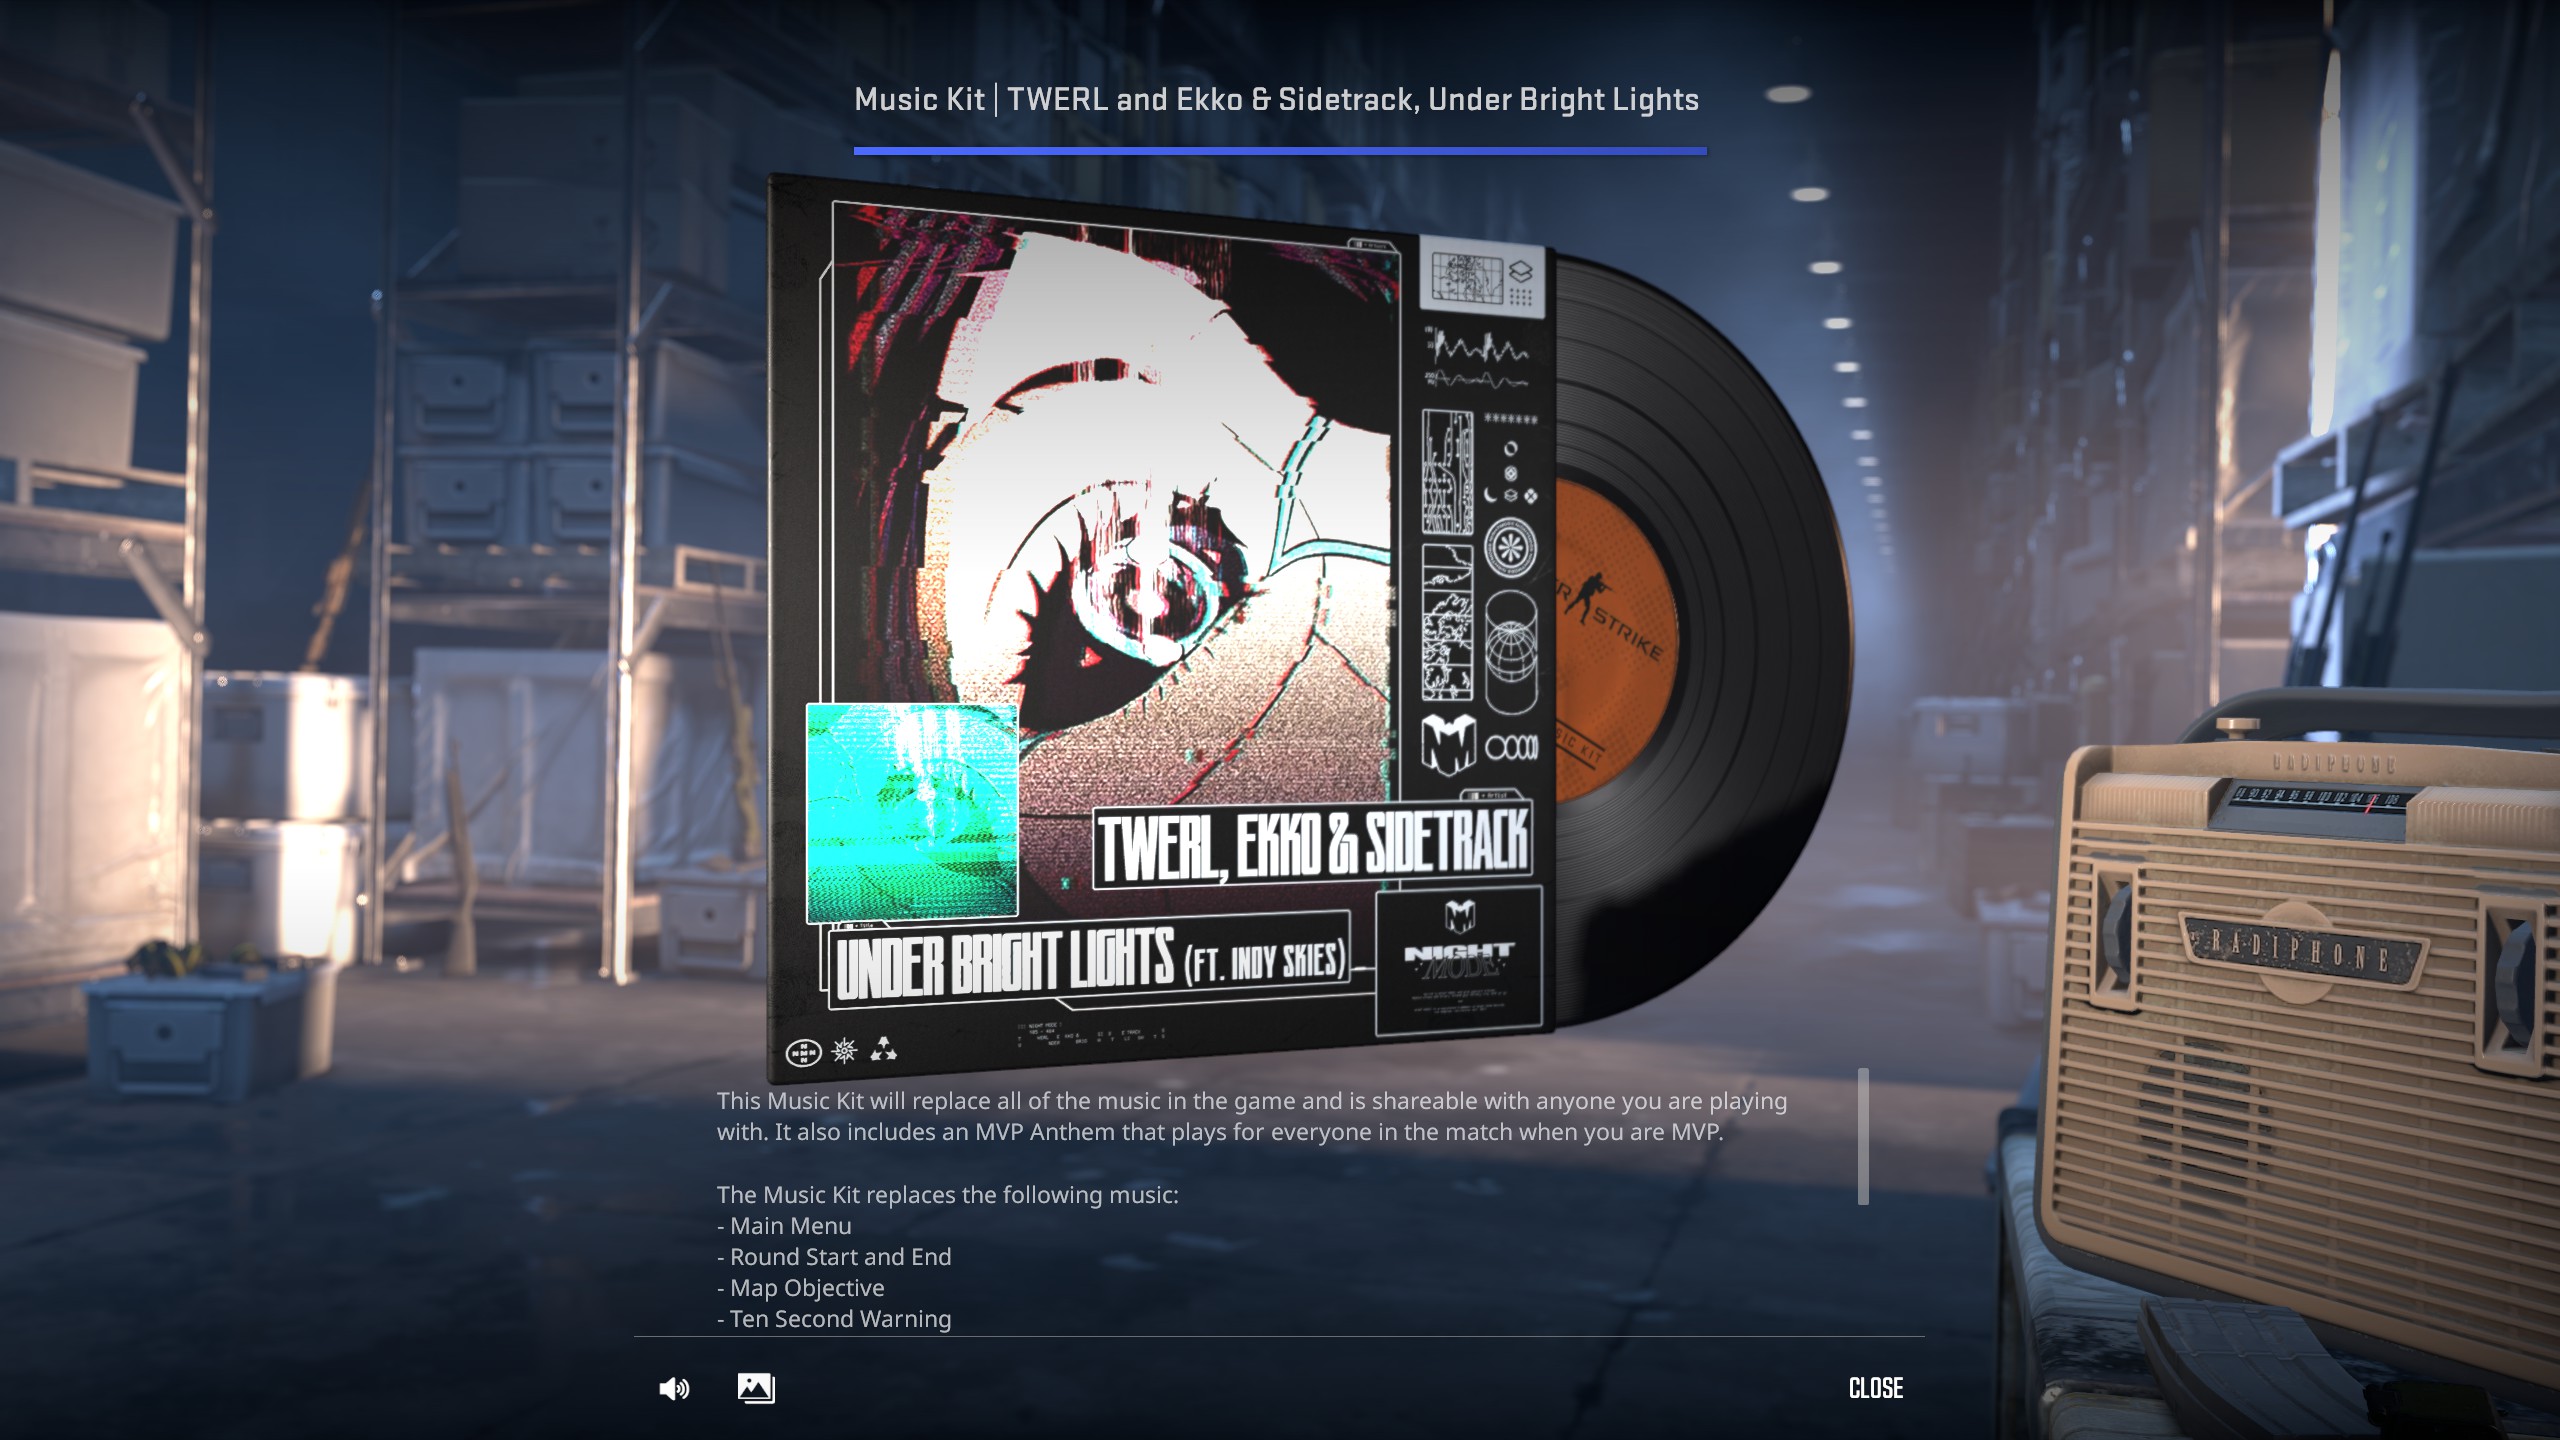 Music Kit | TWERL and Ekko & Sidetrack, Under Bright Lights
STRIKE
TWERL, EKKO & SIDETRACK
UNDER BRIGHT LIGHTS (FT. INDY SKIES)
NIGHT
MODE
RADIPHONE
RADIPHONE
This Music Kit will replace all of the music in the game and is shareable with anyone you are playing
with. It also includes an MVP Anthem that plays for everyone in the match when you are MVP.
The Music Kit replaces the following music:
- Main Menu
- Round Start and End
- Map Objective
- Ten Second Warning
CLOSE